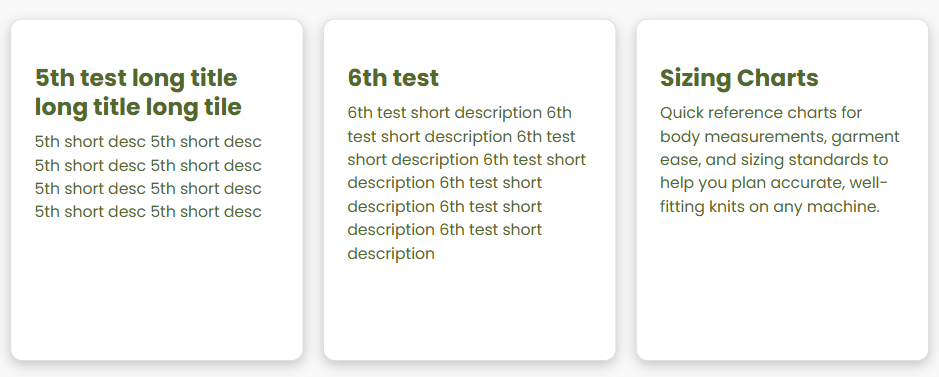 5th test long title
long title long tile
5th short desc 5th short desc
5th short desc 5th short desc
5th short desc 5th short desc
5th short desc 5th short desc
6th test
6th test short description 6th
test short description 6th test
short description 6th test short
description 6th test short
description 6th test short
description 6th test short
description
Sizing Charts
Quick reference charts for
body measurements, garment
ease, and sizing standards to
help you plan accurate, well-
fitting knits on any machine.